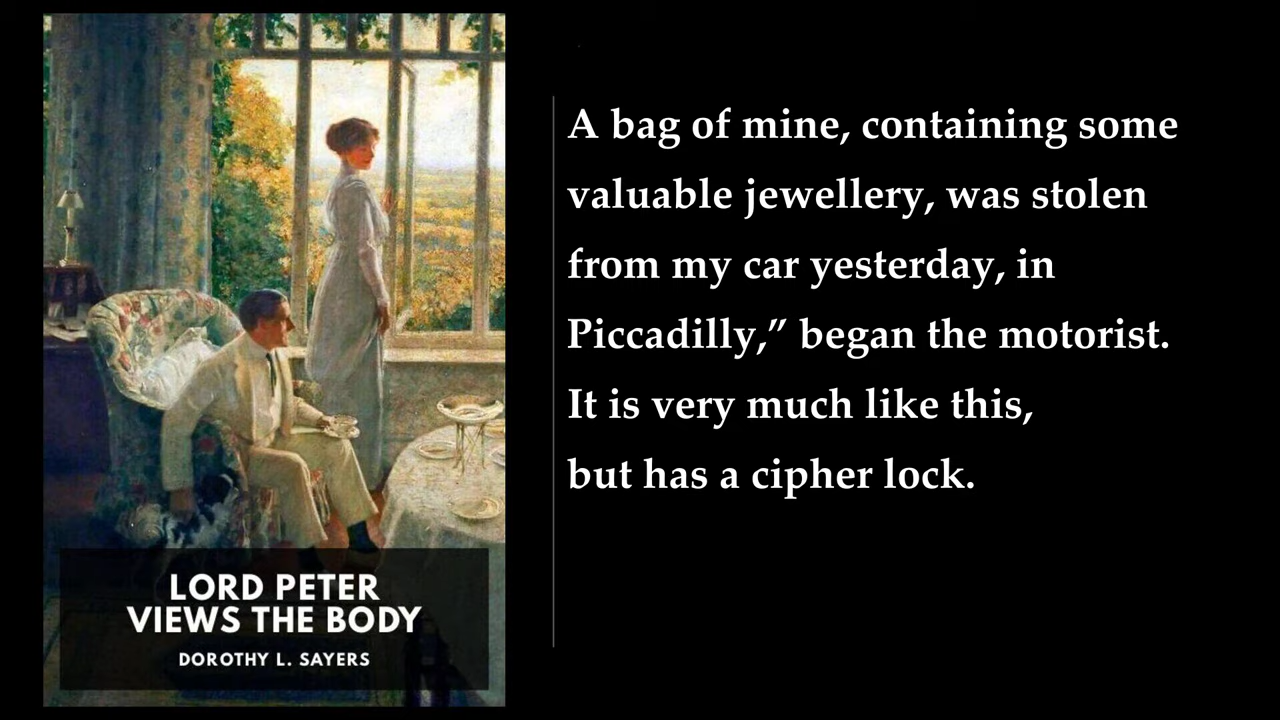 LORD PETER
VIEWS THE BODY
DOROTHY L. SAYERS
A bag of mine, containing some
valuable jewellery, was stolen
from my car yesterday, in
Piccadilly,” began the motorist.
It is very much like this,
but has a cipher lock.